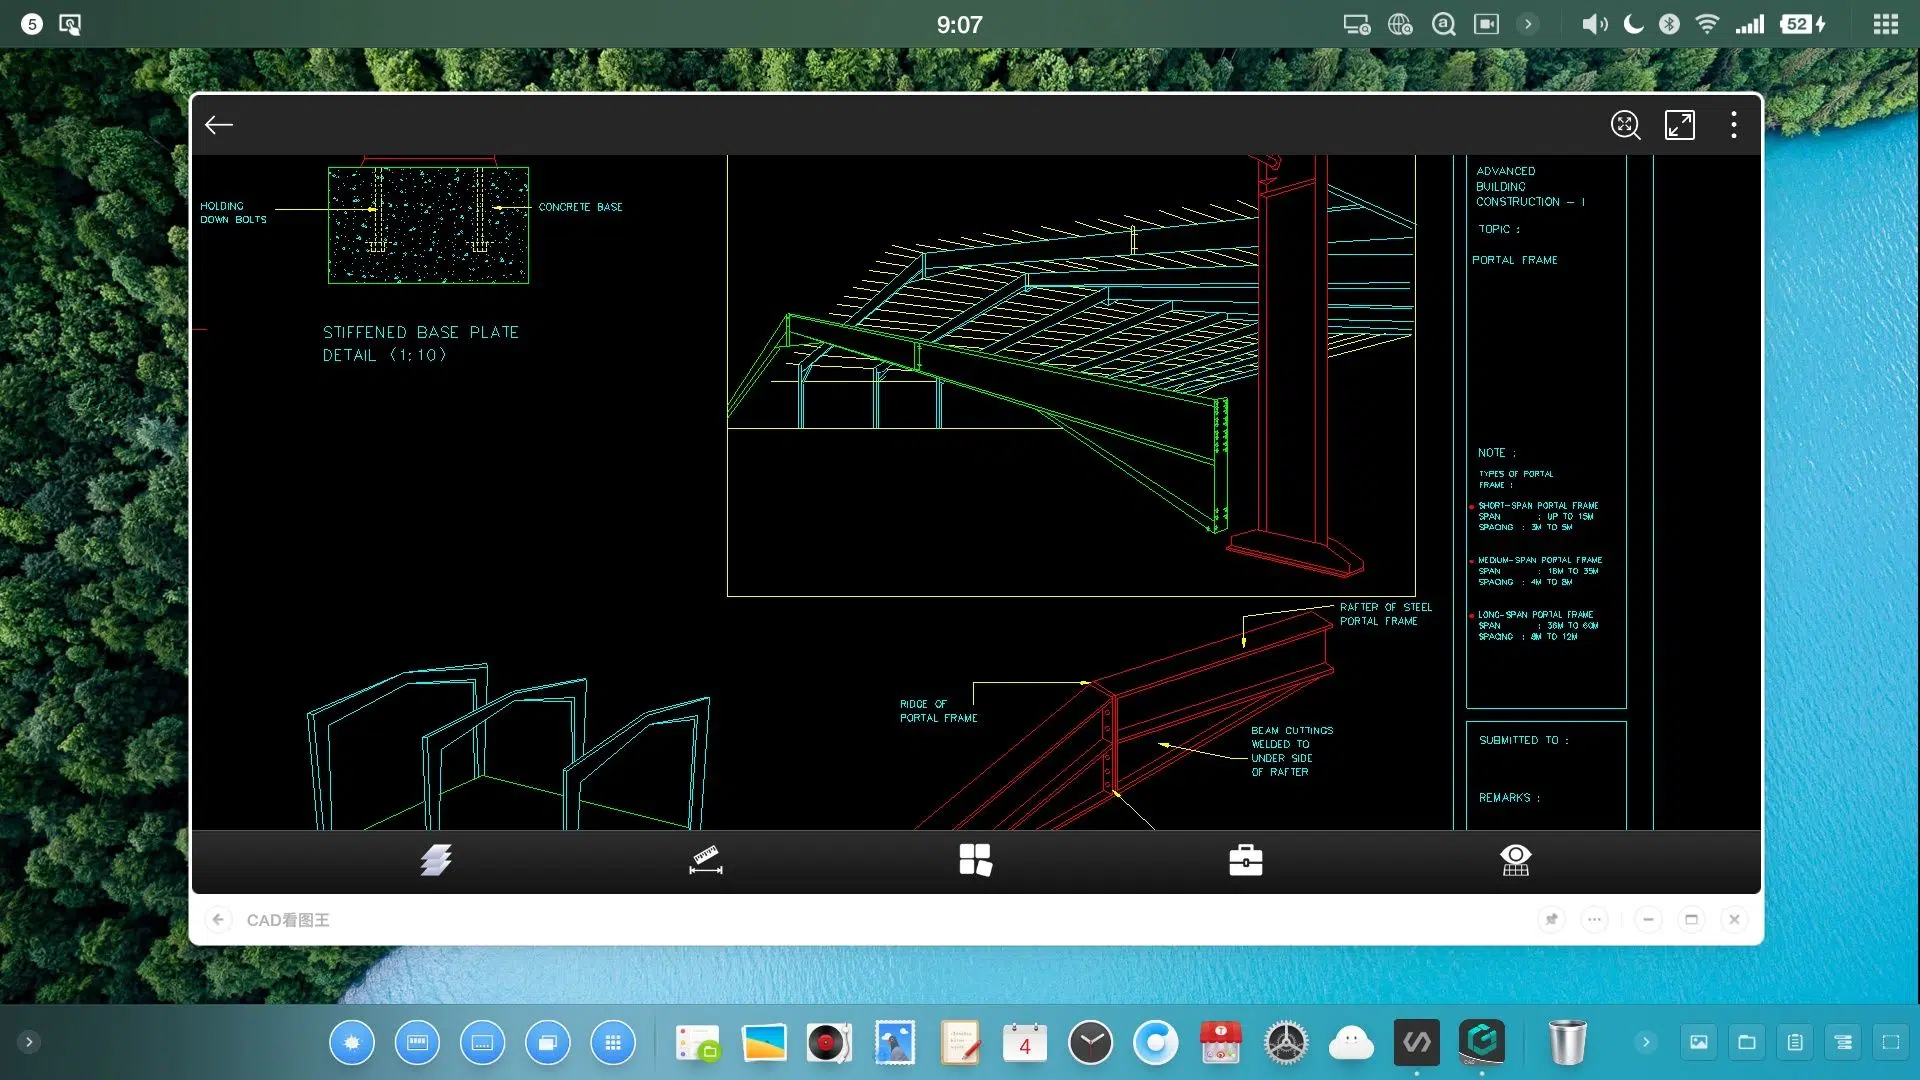 5
9:07
52
HOLDING
DOWN BOLTS
CONCRETE BASE
STIFFENED BASE PLATE
DETAIL (1:10)
RAFTER OF STEEL
PORTAL FRAME
RIDGE OF
PORTAL FRAME
BEAM CUTTINGS
WELDED TO
UNDER SIDE
OF RAFTER
ADVANCED
BUILDING
CONSTRUCTION - I
TOPIC :
PORTAL FRAME
NOTE :
TYPES OF PORTAL
FRAME :
SHORT-SPAN PORTAL FRAME
SPAN : UP TO 15M
SPACING : 3M TO 5M
MEDIUM-SPAN PORTAL FRAME
SPAN : 16M TO 35M
SPACING : 4M TO 8M
LONG-SPAN PORTAL FRAME
SPAN : 36M TO 60M
SPACING : 8M TO 12M
SUBMITTED TO :
REMARKS :
CAD看图王
4
T
CAD